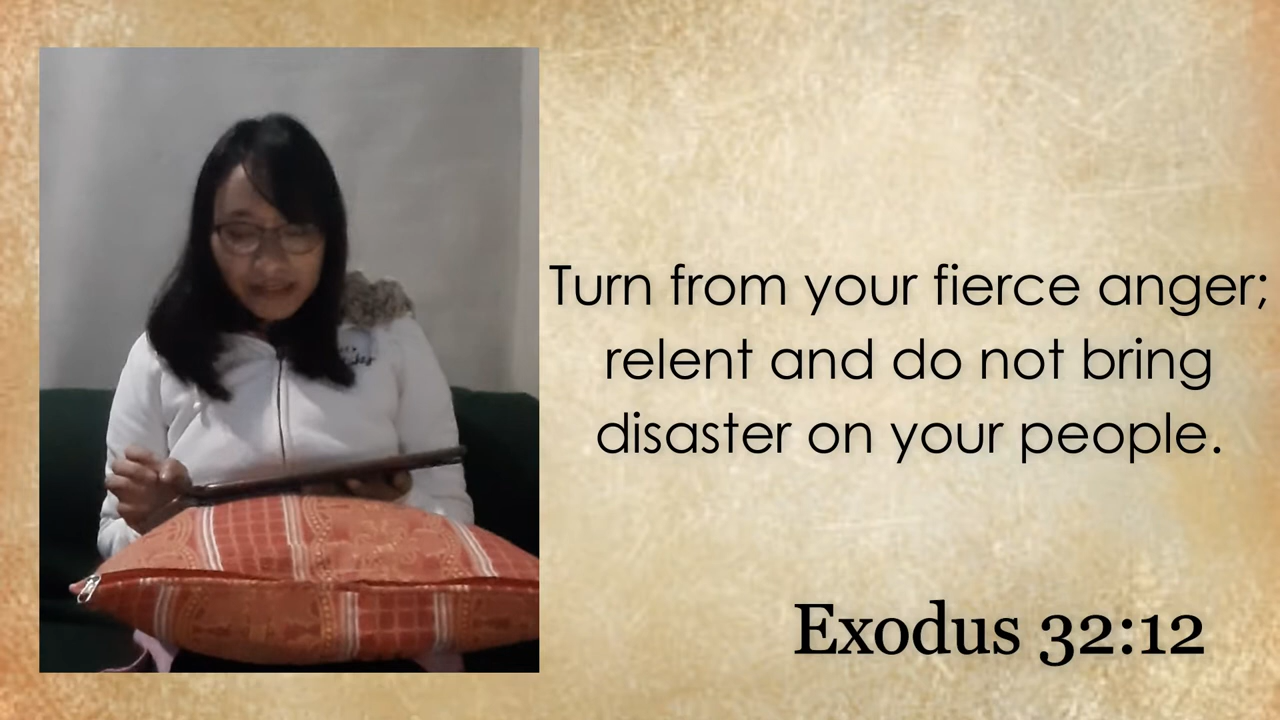 Turn from your fierce anger;
relent and do not bring
disaster on your people.
Exodus 32:12